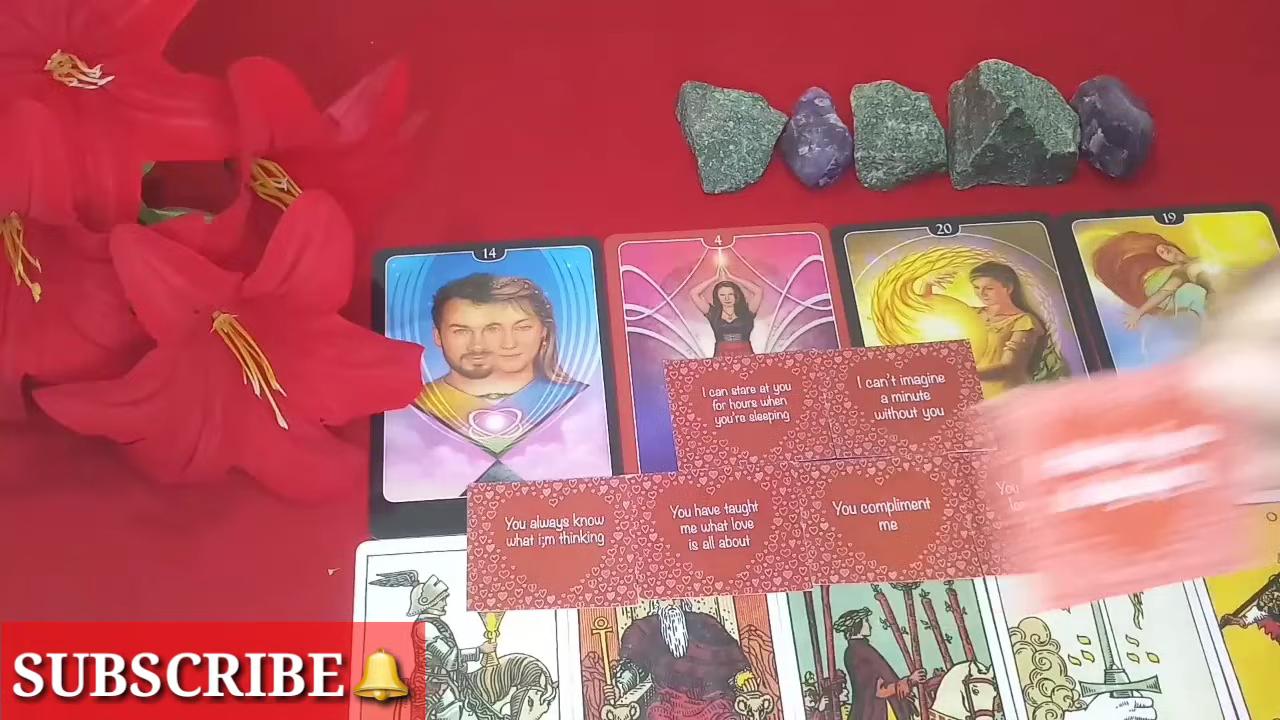 14
4
20
19
I can stare at you
for hours when
you're sleeping
I can't imagine
a minute
without you
You always know
what i;m thinking
You have taught
me what love
is all about
You compliment
me
You
SUBSCRIBE